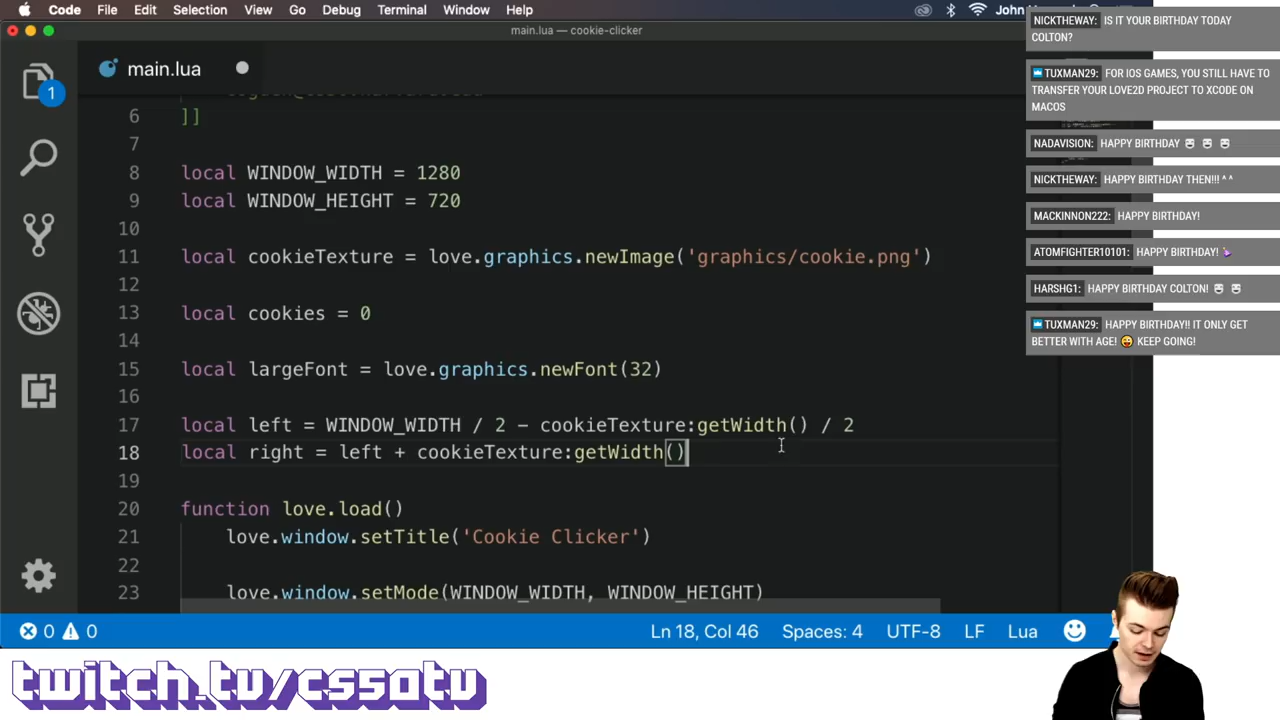 Code File Edit Selection View Go Debug Terminal Window Help
main.lua — cookie-clicker
1
main.lua
6 ]]
7
8 local WINDOW_WIDTH = 1280
9 local WINDOW_HEIGHT = 720
10
11 local cookieTexture = love.graphics.newImage('graphics/cookie.png')
12
13 local cookies = 0
14
15 local largeFont = love.graphics.newFont(32)
16
17 local left = WINDOW_WIDTH / 2 - cookieTexture:getWidth() / 2
18 local right = left + cookieTexture:getWidth()
19
20 function love.load()
21 love.window.setTitle('Cookie Clicker')
22
23 love.window.setMode(WINDOW_WIDTH, WINDOW_HEIGHT)
0 0 Ln 18, Col 46 Spaces: 4 UTF-8 LF Lua
twitch.tv/cs50tv
NICKTHEWAY: IS IT YOUR BIRTHDAY TODAY
COLTON?
TUXMAN29: FOR IOS GAMES, YOU STILL HAVE TO
TRANSFER YOUR LOVE2D PROJECT TO XCODE ON
MACOS
NADAVISION: HAPPY BIRTHDAY
NICKTHEWAY: HAPPY BIRTHDAY THEN!!! ^ ^
MACKINNON222: HAPPY BIRTHDAY!
ATOMFIGHTER10101: HAPPY BIRTHDAY!
HARSHG1: HAPPY BIRTHDAY COLTON!
TUXMAN29: HAPPY BIRTHDAY!! IT ONLY GET
BETTER WITH AGE! 😜 KEEP GOING!